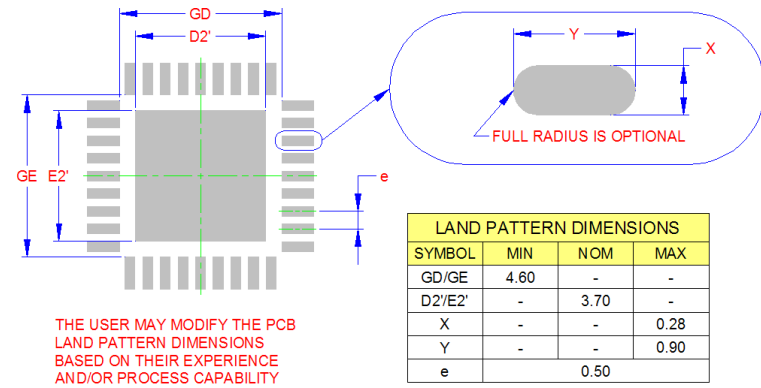 GD
D2'
GE
E2'
e
Y
X
FULL RADIUS IS OPTIONAL
THE USER MAY MODIFY THE PCB
LAND PATTERN DIMENSIONS
BASED ON THEIR EXPERIENCE
AND/OR PROCESS CAPABILITY
LAND PATTERN DIMENSIONS
SYMBOL MIN NOM MAX
GD/GE 4.60 - -
D2'/E2' - 3.70 -
X - - 0.28
Y - - 0.90
e 0.50